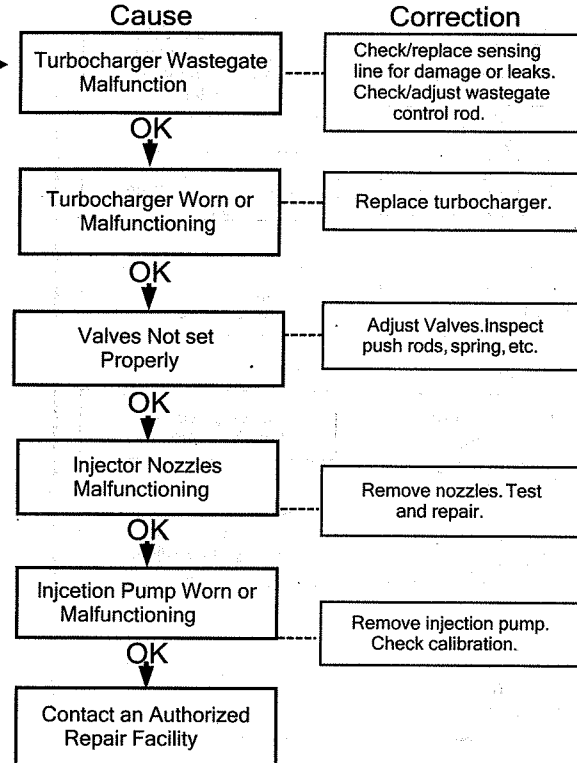 Cause
Correction
Turbocharger Wastegate
Malfunction
Check/replace sensing
line for damage or leaks.
Check/adjust wastegate
control rod.
OK
Turbocharger Worn or
Malfunctioning
Replace turbocharger.
OK
Valves Not set
Properly
Adjust Valves.Inspect
push rods, spring, etc.
OK
Injector Nozzles
Malfunctioning
Remove nozzles. Test
and repair.
OK
Injcetion Pump Worn or
Malfunctioning
Remove injection pump.
Check calibration.
OK
Contact an Authorized
Repair Facility